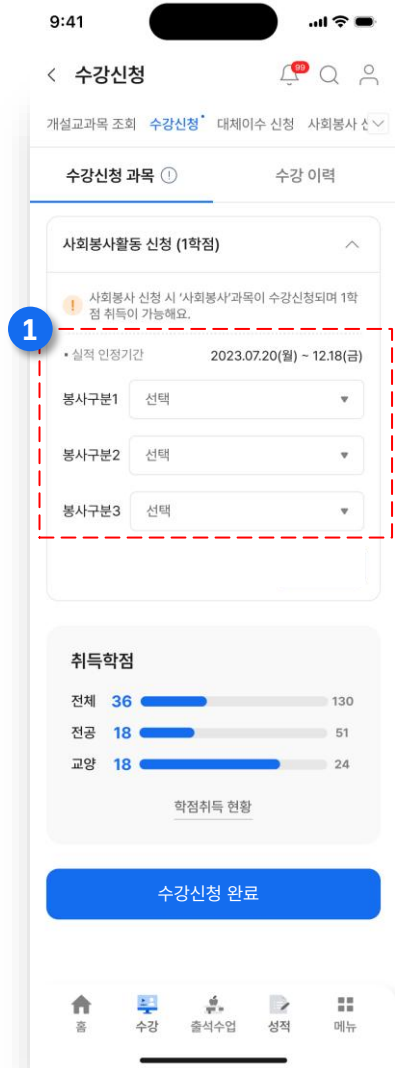 9:41
수강신청
99
개설교과목 조회 수강신청 대체이수 신청 사회봉사
수강신청 과목 ! 수강 이력
사회봉사활동 신청 (1학점)
! 사회봉사 신청 시 '사회봉사'과목이 수강신청되며 1학
점 취득이 가능해요.
1
• 실적 인정기간 2023.07.20(월) ~ 12.18(금)
봉사구분1 선택
봉사구분2 선택
봉사구분3 선택
취득학점
전체 36 130
전공 18 51
교양 18 24
학점취득 현황
수강신청 완료
홈 수강 출석수업 성적 메뉴